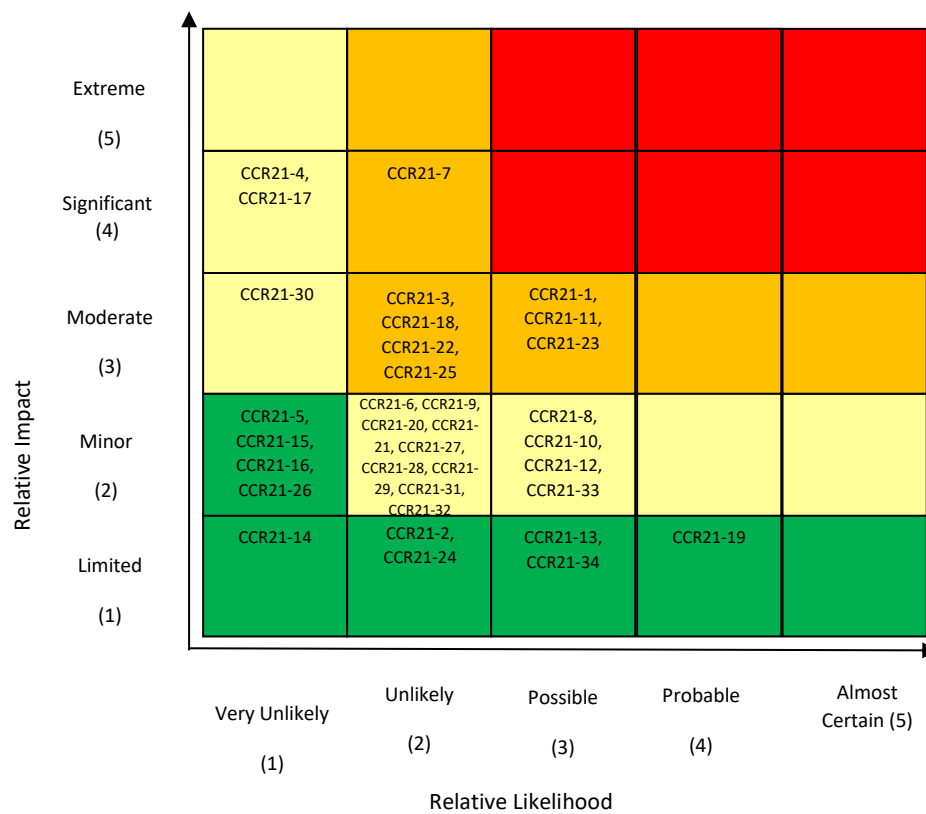 Extreme
(5)
CCR21-4,
CCR21-17
CCR21-7
Significant
(4)
CCR21-30
CCR21-3,
CCR21-18,
CCR21-22,
CCR21-25
CCR21-1,
CCR21-11,
CCR21-23
Moderate
(3)
CCR21-5,
CCR21-15,
CCR21-16,
CCR21-26
CCR21-6, CCR21-9,
CCR21-20, CCR21-
21, CCR21-27,
CCR21-28, CCR21-
29, CCR21-31,
CCR21-32
CCR21-8,
CCR21-10,
CCR21-12,
CCR21-33
Minor
(2)
CCR21-14
CCR21-2,
CCR21-24
CCR21-13,
CCR21-34
CCR21-19
Limited
(1)
Relative Impact
Very Unlikely
(1)
Unlikely
(2)
Possible
(3)
Probable
(4)
Almost
Certain (5)
Relative Likelihood